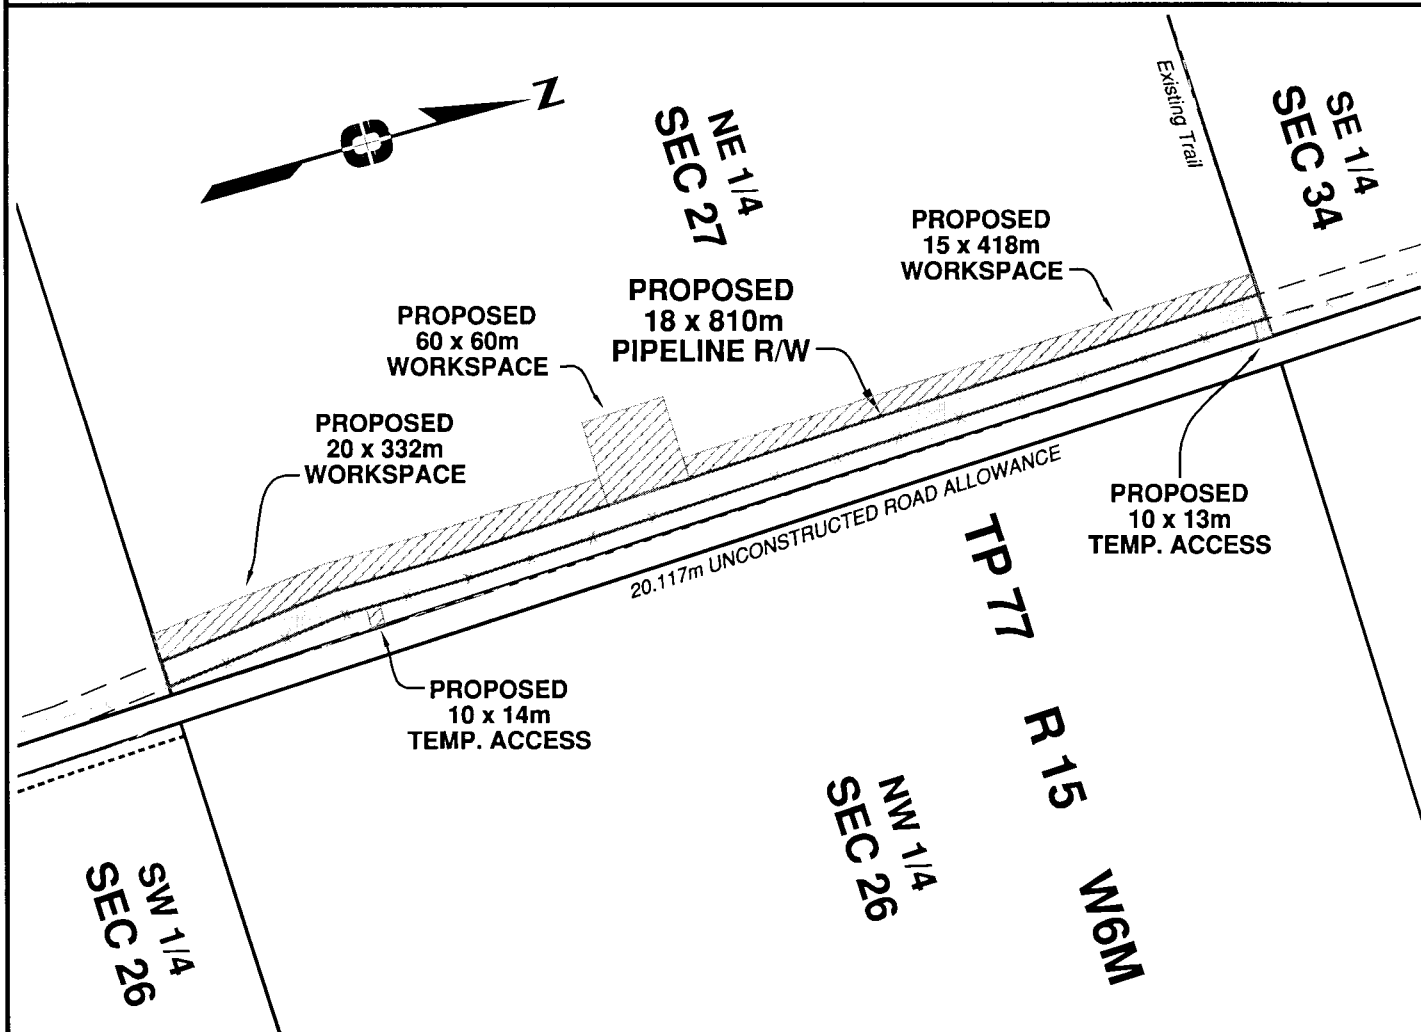 N
Existing Trail
SE 1/4
SEC 34
NE 1/4
SEC 27
PROPOSED
15 x 418m
WORKSPACE
PROPOSED
18 x 810m
PIPELINE R/W
PROPOSED
60 x 60m
WORKSPACE
PROPOSED
20 x 332m
WORKSPACE
20.117m UNCONSTRUCTED ROAD ALLOWANCE
PROPOSED
10 x 13m
TEMP. ACCESS
PROPOSED
10 x 14m
TEMP. ACCESS
TP 77 R 15 W6M
NW 1/4
SEC 26
SW 1/4
SEC 26